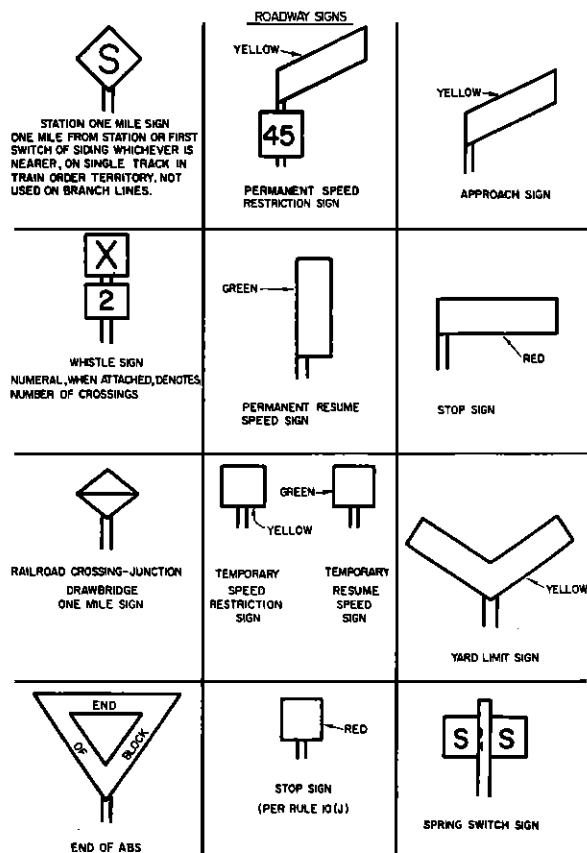 ROADWAY SIGNS
S
STATION ONE MILE SIGN
ONE MILE FROM STATION OR FIRST
SWITCH OF SIDING WHICHEVER IS
NEARER, ON SINGLE TRACK IN
TRAIN ORDER TERRITORY. NOT
USED ON BRANCH LINES.
YELLOW
45
PERMANENT SPEED
RESTRICTION SIGN
YELLOW
APPROACH SIGN
X
2
WHISTLE SIGN
NUMERAL, WHEN ATTACHED, DENOTES
NUMBER OF CROSSINGS
GREEN
PERMANENT RESUME
SPEED SIGN
RED
STOP SIGN
RAILROAD CROSSING-JUNCTION
DRAWBRIDGE
ONE MILE SIGN
YELLOW
TEMPORARY
SPEED
RESTRICTION
SIGN
GREEN
TEMPORARY
RESUME
SPEED
SIGN
YELLOW
YARD LIMIT SIGN
END
OF
BLOCK
END OF ABS
RED
STOP SIGN
(PER RULE 10(J)
S S
SPRING SWITCH SIGN